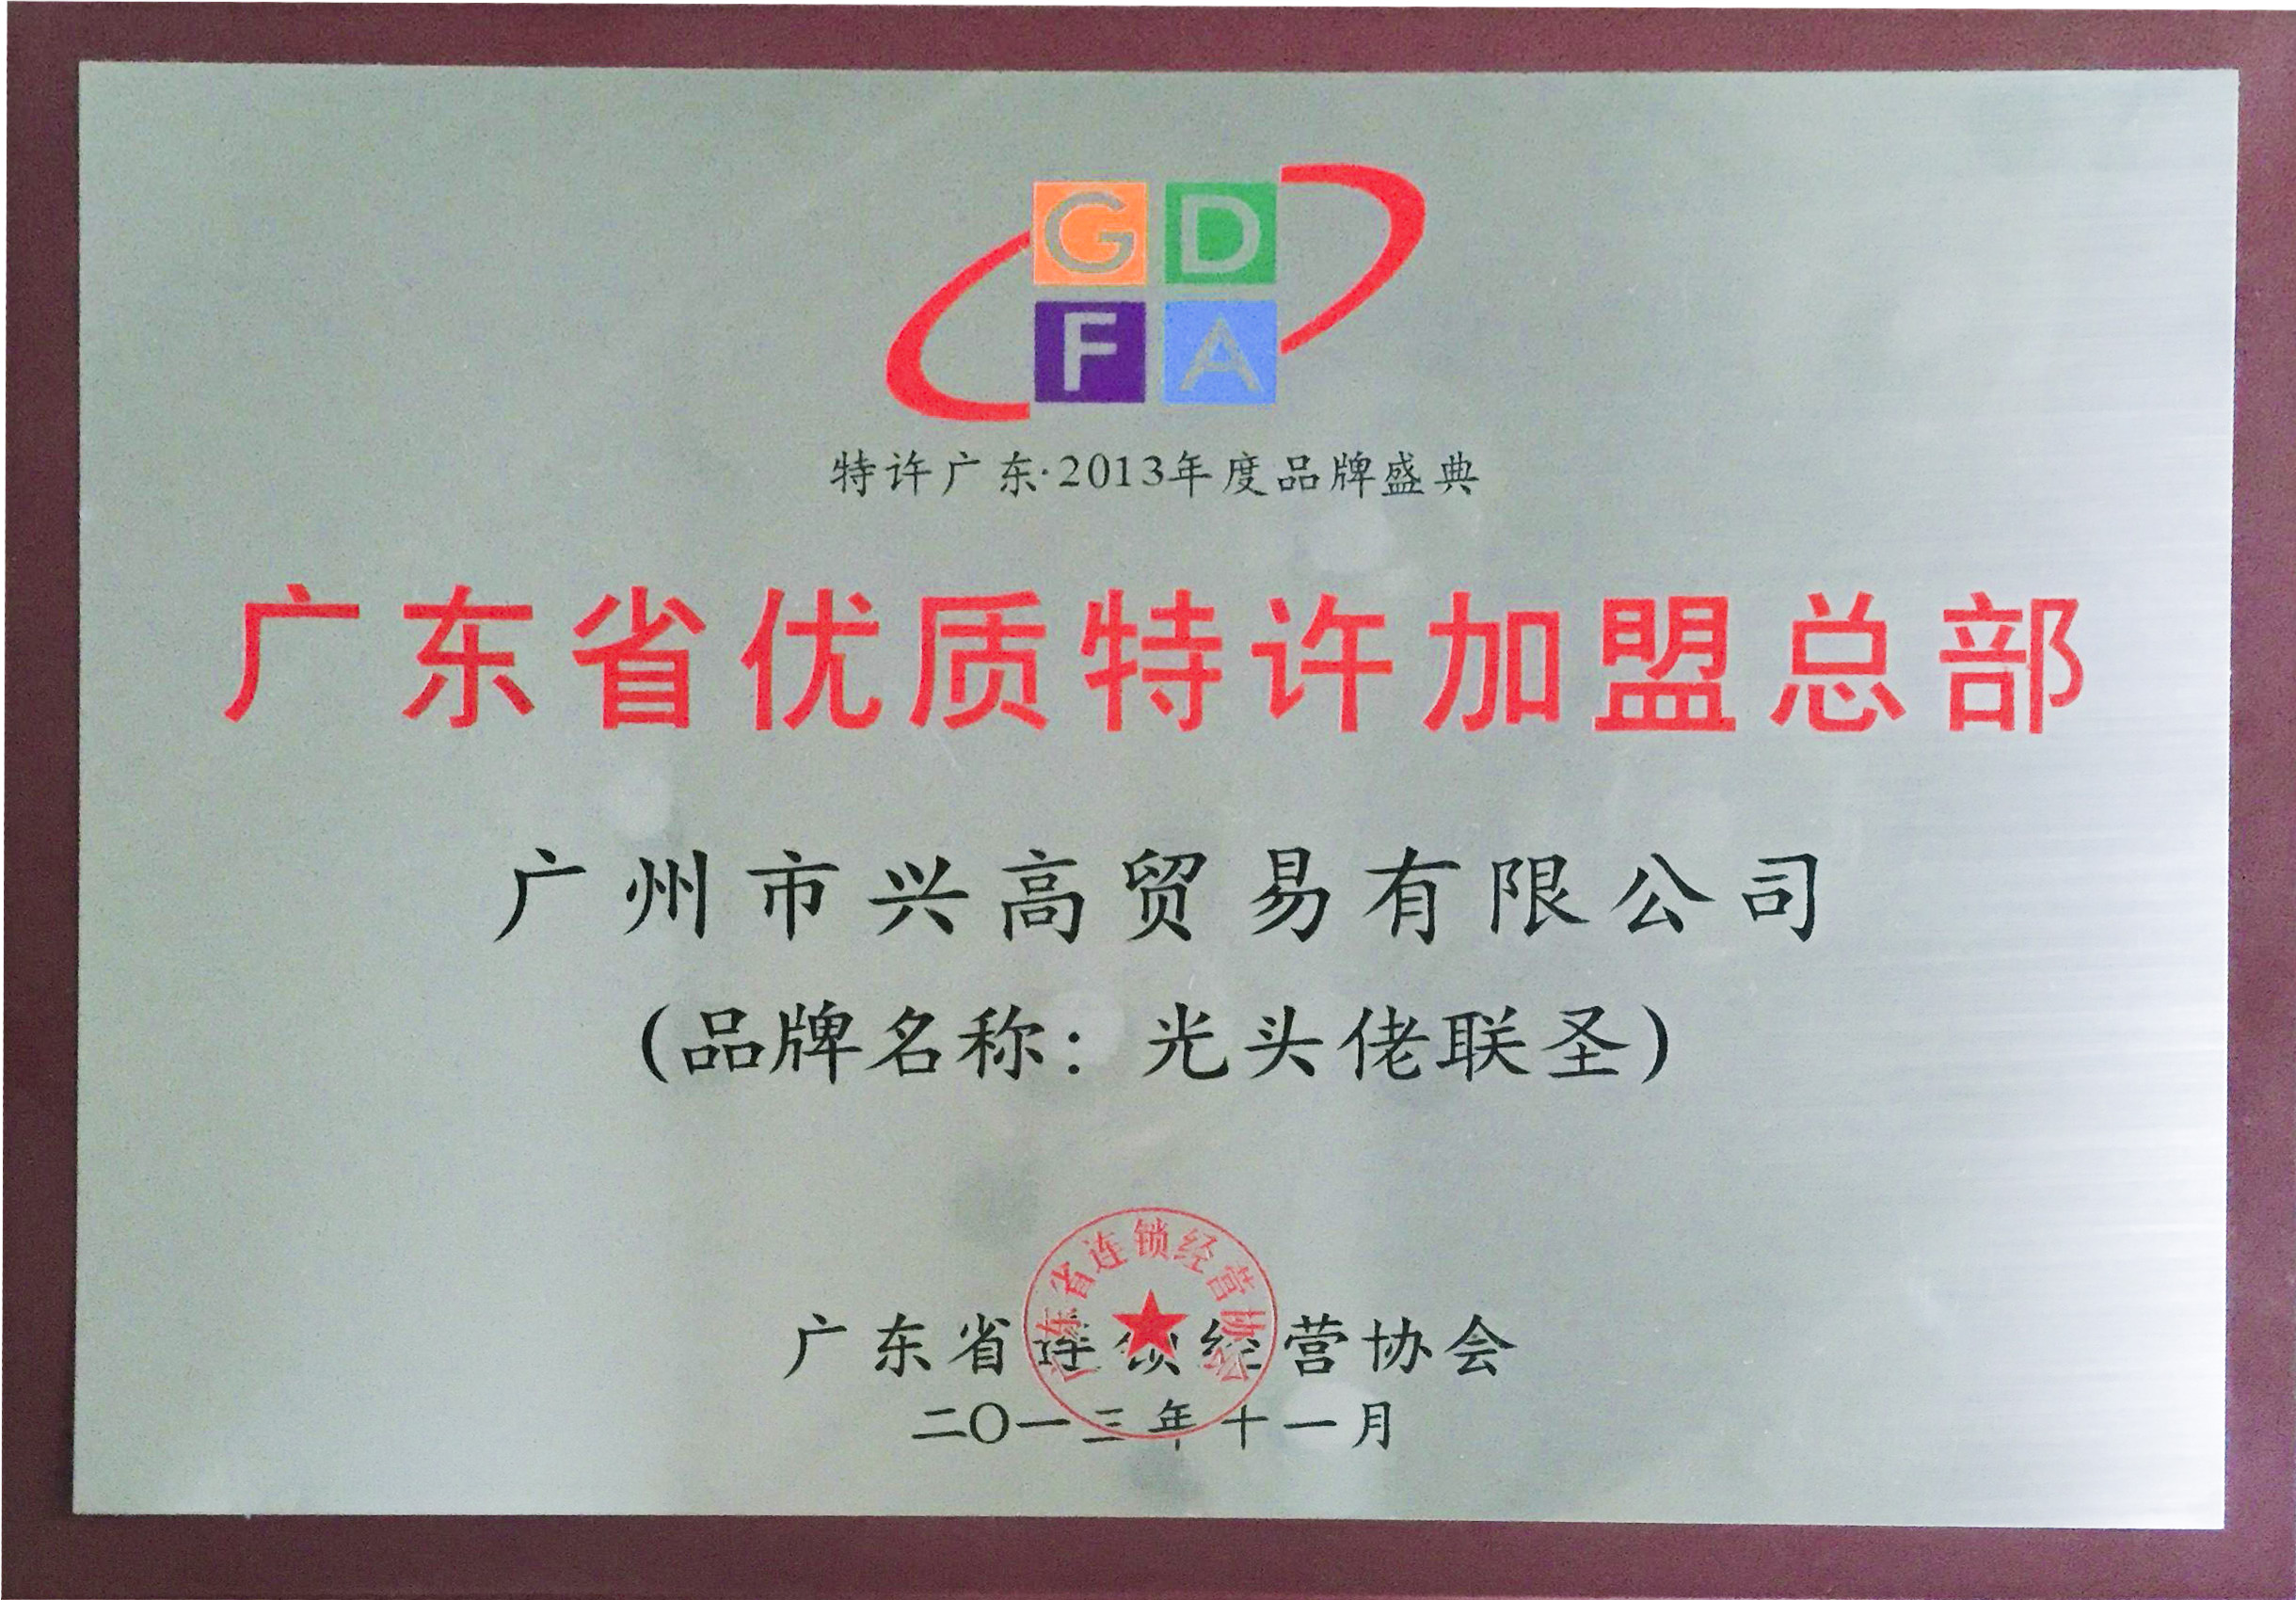 GD
FA
特许广东·2013年度品牌盛典
广东省优质特许加盟总部
广州市兴高贸易有限公司
(品牌名称：光头佬联圣)
广东省连锁经营协会
广东省连锁经营协会
二〇一三年十一月